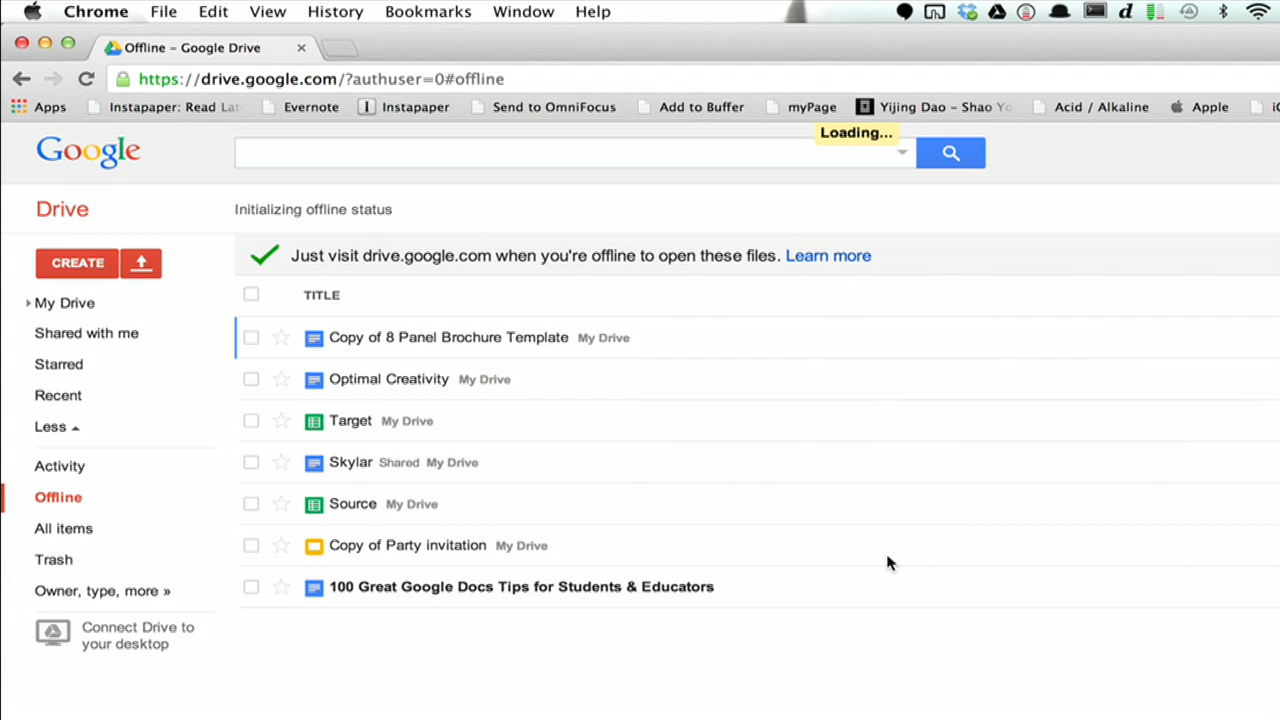 Chrome File Edit View History Bookmarks Window Help
Offline – Google Drive
https://drive.google.com/?authuser=0#offline
Apps Instapaper: Read Lat Evernote Instapaper Send to OmniFocus Add to Buffer myPage Yijing Dao – Shao Yo Acid / Alkaline Apple
Loading...
Google
Drive
Initializing offline status
CREATE
Just visit drive.google.com when you're offline to open these files. Learn more
TITLE
My Drive
Shared with me
Starred
Recent
Less
Activity
Offline
All items
Trash
Owner, type, more »
Connect Drive to
your desktop
Copy of 8 Panel Brochure Template My Drive
Optimal Creativity My Drive
Target My Drive
Skylar Shared My Drive
Source My Drive
Copy of Party invitation My Drive
100 Great Google Docs Tips for Students & Educators